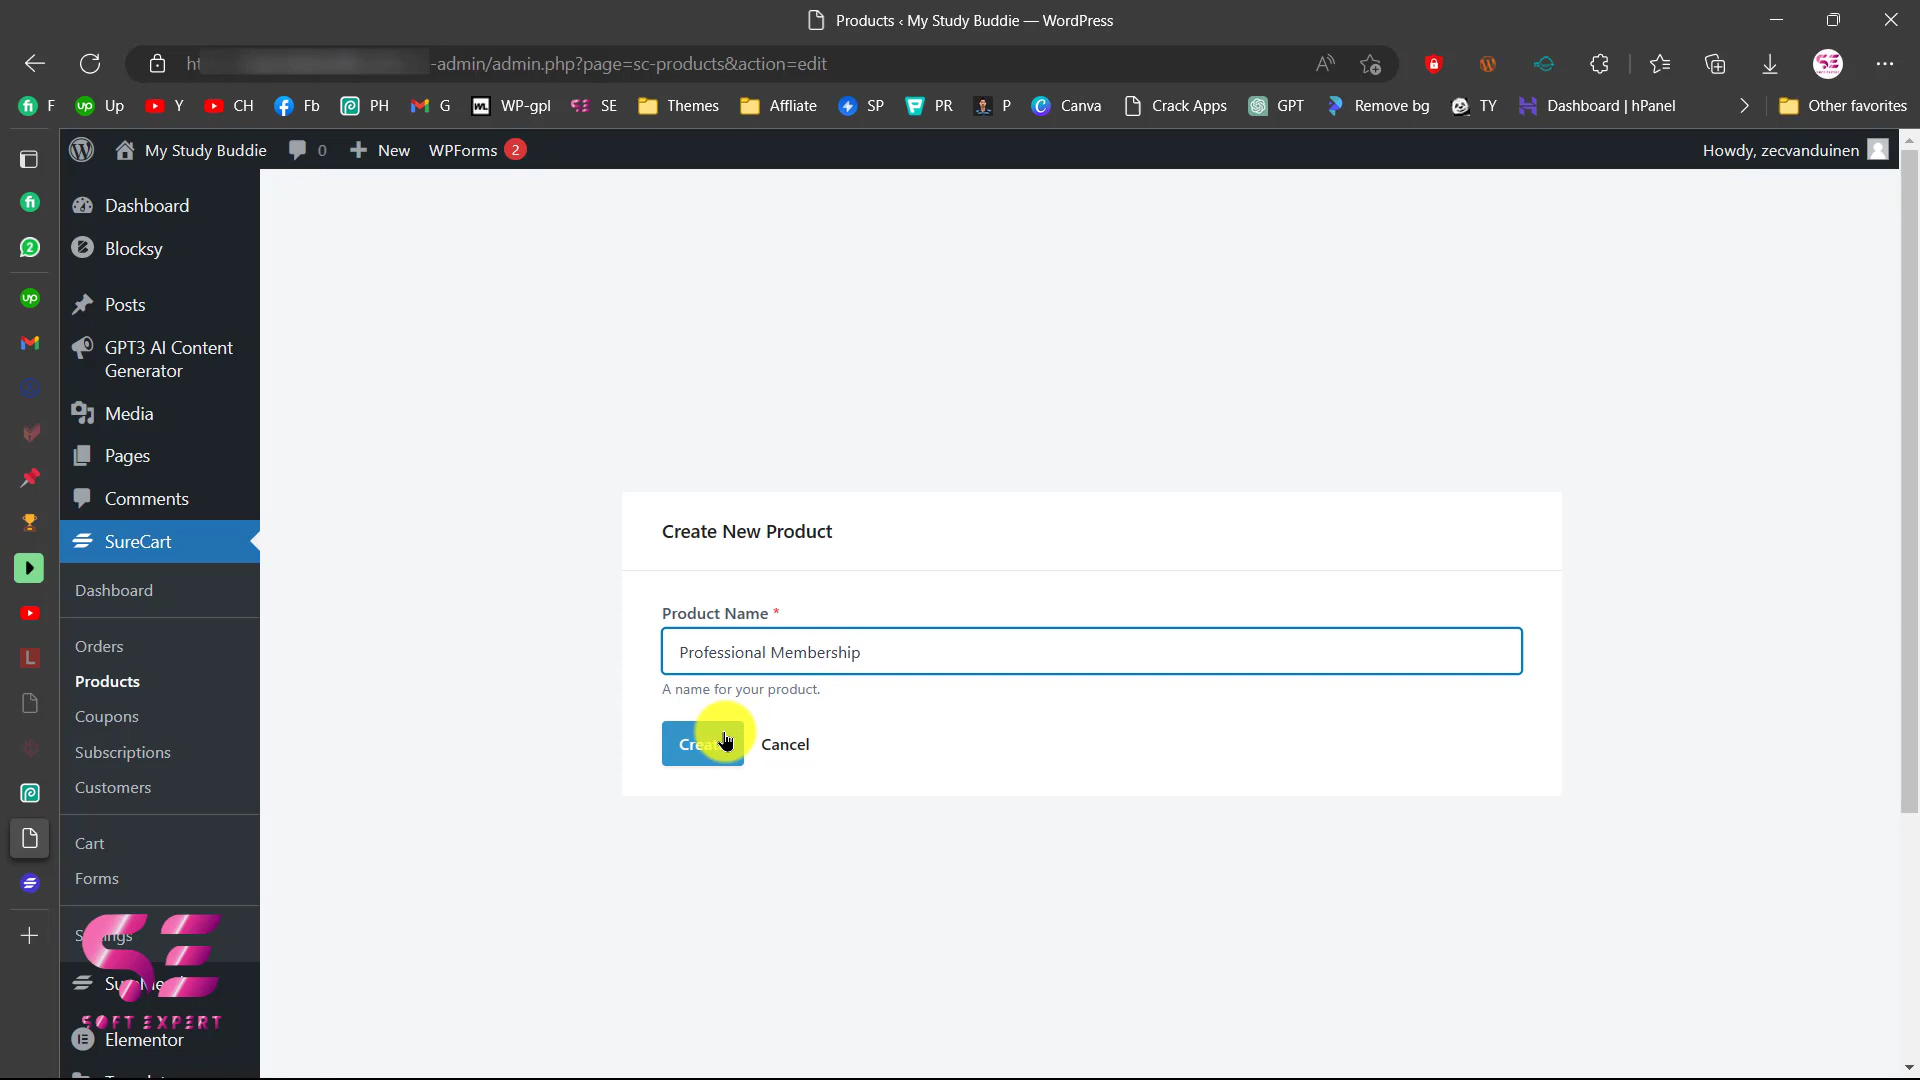 Products ‹ My Study Buddie — WordPress
-admin/admin.php?page=sc-products&action=edit
F Up Y CH Fb PH G WP-gpl SE Themes Affliate SP PR P Canva Crack Apps GPT Remove bg TY Dashboard | hPanel Other favorites
My Study Buddie 0 New WPForms 2
Howdy, zecvanduinen
Dashboard
Blocksy
Posts
GPT3 AI Content
Generator
Media
Pages
Comments
SureCart
Dashboard
Orders
Products
Coupons
Subscriptions
Customers
Cart
Forms
SE
SOFT EXPERT
Elementor
Create New Product
Product Name *
Professional Membership
A name for your product.
Cancel